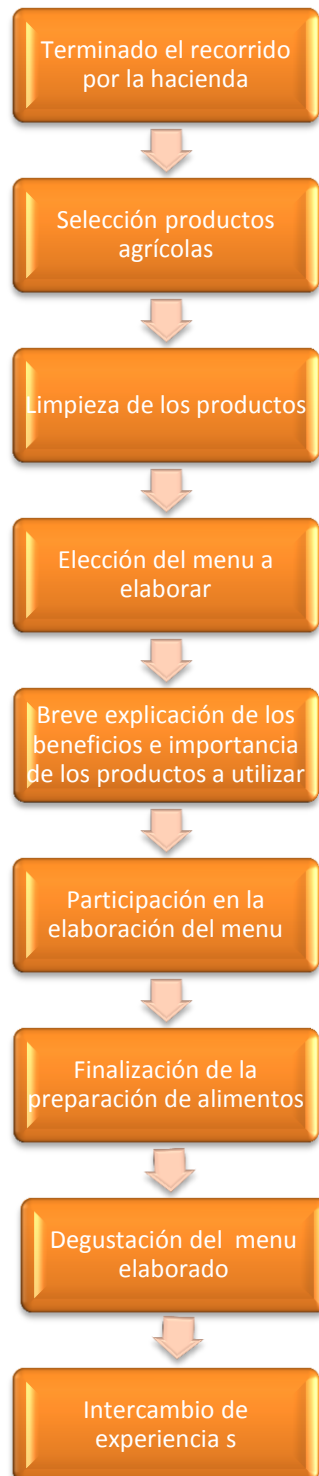 Terminado el recorrido
por la hacienda
Selección productos
agrícolas
Limpieza de los productos
Elección del menu a
elaborar
Breve explicación de los
beneficios e importancia
de los productos a utilizar
Participación en la
elaboración del menu
Finalización de la
preparación de alimentos
Degustación del  menu
elaborado
Intercambio de
experiencia s